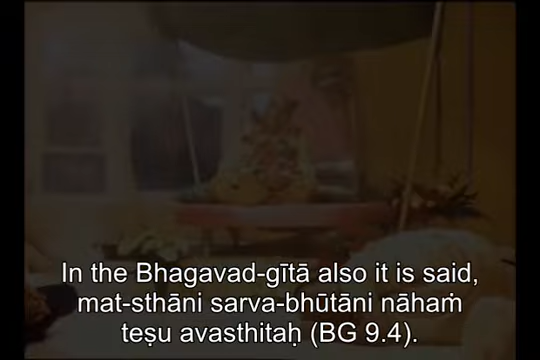 In the Bhagavad-gītā also it is said,
mat-sthāni sarva-bhūtāni nāhaṁ
teṣu avasthitaḥ (BG 9.4).